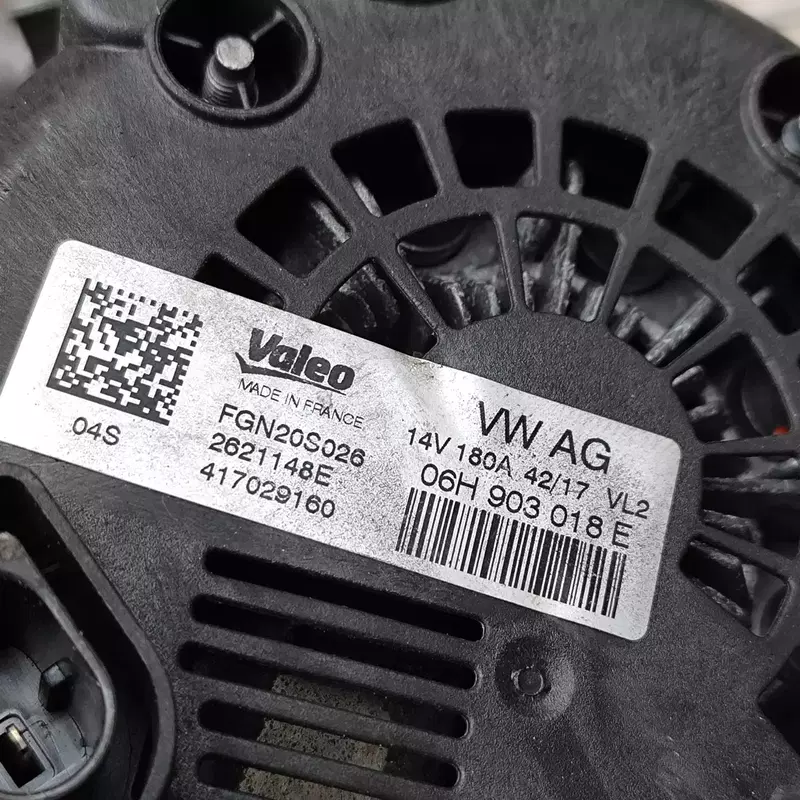 Valeo
MADE IN FRANCE
FGN20S026
2621148E
417029160
04S
VW AG
14V 180A 42/17 VL2
06H 903 018 E